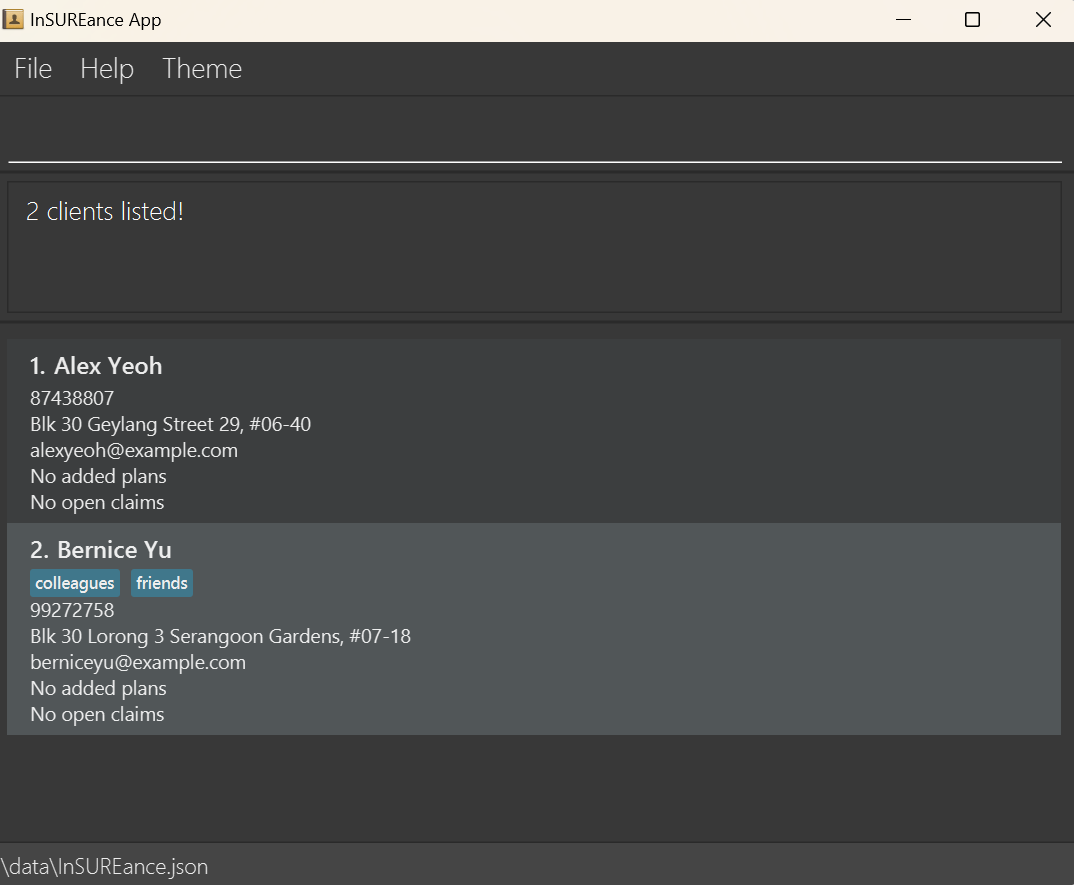 InSUREance App
File Help Theme
2 clients listed!
1. Alex Yeoh
87438807
Blk 30 Geylang Street 29, #06-40
alexyeoh@example.com
No added plans
No open claims
2. Bernice Yu
colleagues friends
99272758
Blk 30 Lorong 3 Serangoon Gardens, #07-18
berniceyu@example.com
No added plans
No open claims
\data\InSUREance.json